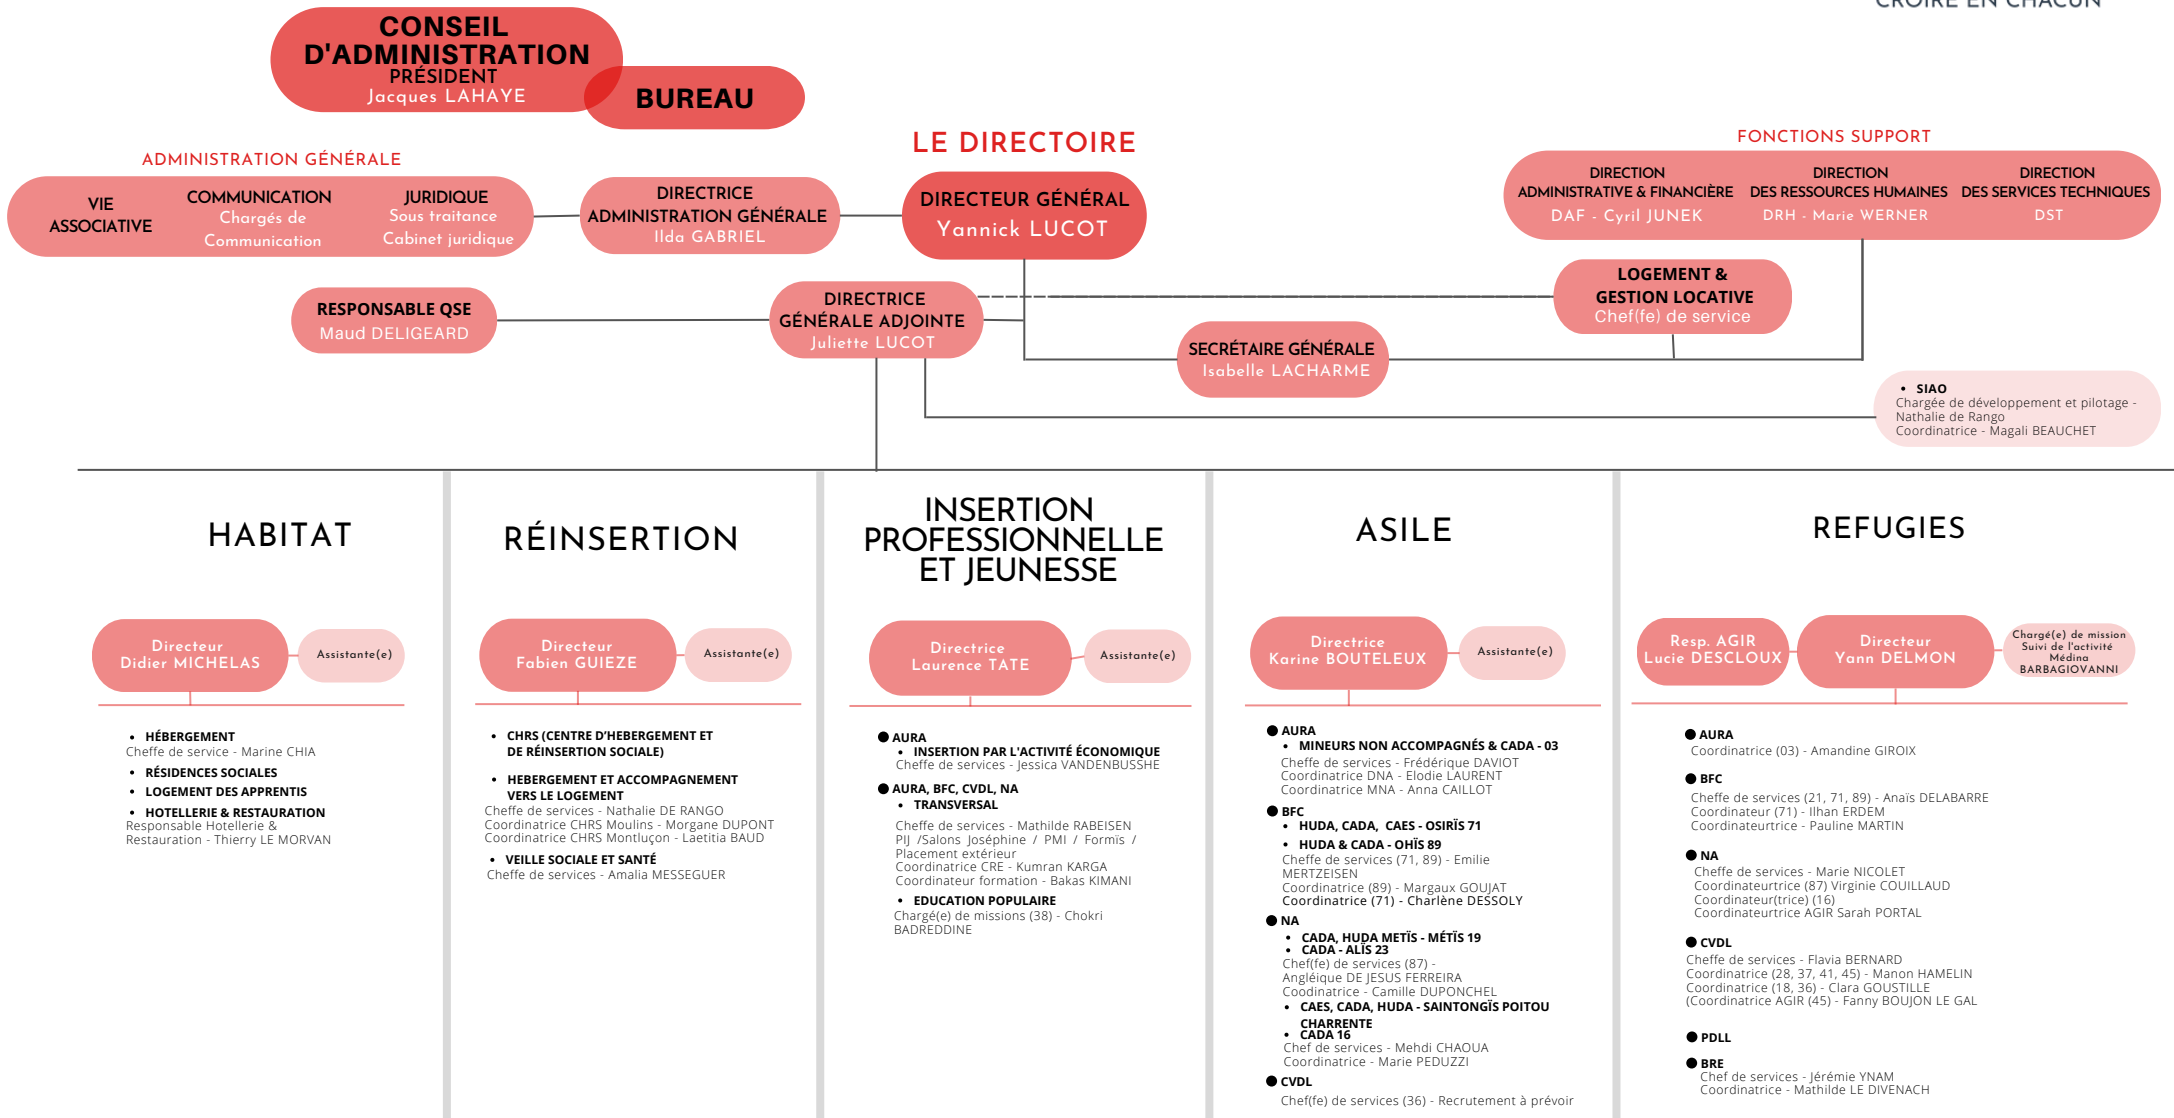 CROIRE EN CHACUN
CONSEIL
D'ADMINISTRATION
PRÉSIDENT
Jacques LAHAYE
BUREAU
LE DIRECTOIRE
ADMINISTRATION GÉNÉRALE
VIE
ASSOCIATIVE
COMMUNICATION
Chargés de
Communication
JURIDIQUE
Sous traitance
Cabinet juridique
DIRECTRICE
ADMINISTRATION GÉNÉRALE
Ilda GABRIEL
DIRECTEUR GÉNÉRAL
Yannick LUCOT
FONCTIONS SUPPORT
DIRECTION
ADMINISTRATIVE & FINANCIÈRE
DAF - Cyril JUNEK
DIRECTION
DES RESSOURCES HUMAINES
DRH - Marie WERNER
DIRECTION
DES SERVICES TECHNIQUES
DST
RESPONSABLE QSE
Maud DELIGEARD
DIRECTRICE
GÉNÉRALE ADJOINTE
Juliette LUCOT
LOGEMENT &
GESTION LOCATIVE
Chef(fe) de service
SECRÉTAIRE GÉNÉRALE
Isabelle LACHARME
• SIAO
Chargée de développement et pilotage -
Nathalie de Rango
Coordinatrice - Magali BEAUCHET
HABITAT
Directeur
Didier MICHELAS
Assistante(e)
• HÉBERGEMENT
Cheffe de service - Marine CHIA
• RÉSIDENCES SOCIALES
• LOGEMENT DES APPRENTIS
• HOTELLERIE & RESTAURATION
Responsable Hotellerie &
Restauration - Thierry LE MORVAN
RÉINSERTION
Directeur
Fabien GUIEZE
Assistante(e)
• CHRS (CENTRE D'HEBERGEMENT ET
DE RÉINSERTION SOCIALE)
• HEBERGEMENT ET ACCOMPAGNEMENT
VERS LE LOGEMENT
Cheffe de services - Nathalie DE RANGO
Coordinatrice CHRS Moulins - Morgane DUPONT
Coordinatrice CHRS Montluçon - Laetitia BAUD
• VEILLE SOCIALE ET SANTÉ
Cheffe de services - Amalia MESSEGUER
INSERTION
PROFESSIONNELLE
ET JEUNESSE
Directrice
Laurence TATE
Assistante(e)
● AURA
• INSERTION PAR L'ACTIVITÉ ÉCONOMIQUE
Cheffe de services - Jessica VANDENBUSSHE
● AURA, BFC, CVDL, NA
• TRANSVERSAL
Cheffe de services - Mathilde RABEISEN
PIJ /Salons Joséphine / PMI / Formïs /
Placement extérieur
Coordinatrice CRE - Kumran KARGA
Coordinateur formation - Bakas KIMANI
• EDUCATION POPULAIRE
Chargé(e) de missions (38) - Chokri
BADREDDINE
ASILE
Directrice
Karine BOUTELEUX
Assistante(e)
● AURA
• MINEURS NON ACCOMPAGNÉS & CADA - 03
Cheffe de services - Frédérique DAVIOT
Coordinatrice DNA - Elodie LAURENT
Coordinatrice MNA - Anna CAILLOT
● BFC
• HUDA, CADA, CAES - OSIRÏS 71
• HUDA & CADA - OHÏS 89
Cheffe de services (71, 89) - Emilie
MERTZEISEN
Coordinatrice (89) - Margaux GOUJAT
Coordinatrice (71) - Charlène DESSOLY
● NA
• CADA, HUDA METÏS - MÉTÏS 19
• CADA - ALÏS 23
Chef(fe) de services (87) -
Angléique DE JESUS FERREIRA
Coodinatrice - Camille DUPONCHEL
• CAES, CADA, HUDA - SAINTONGÏS POITOU
CHARRENTE
• CADA 16
Chef de services - Mehdi CHAOUA
Coordinatrice - Marie PEDUZZI
● CVDL
Chef(fe) de services (36) - Recrutement à prévoir
REFUGIES
Resp. AGIR
Lucie DESCLOUX
Directeur
Yann DELMON
Chargé(e) de mission
Suivi de l'activité
Médina
BARBAGIOVANNI
● AURA
Coordinatrice (03) - Amandine GIROIX
● BFC
Cheffe de services (21, 71, 89) - Anaïs DELABARRE
Coordinateur (71) - Ilhan ERDEM
Coordinateurtrice - Pauline MARTIN
● NA
Cheffe de services - Marie NICOLET
Coordinateurtrice (87) Virginie COUILLAUD
Coordinateur(trice) (16)
Coordinateurtrice AGIR Sarah PORTAL
● CVDL
Cheffe de services - Flavia BERNARD
Coordinatrice (28, 37, 41, 45) - Manon HAMELIN
Coordinatrice (18, 36) - Clara GOUSTILLE
(Coordinatrice AGIR (45) - Fanny BOUJON LE GAL
● PDLL
● BRE
Chef de services - Jérémie YNAM
Coordinatrice - Mathilde LE DIVENACH